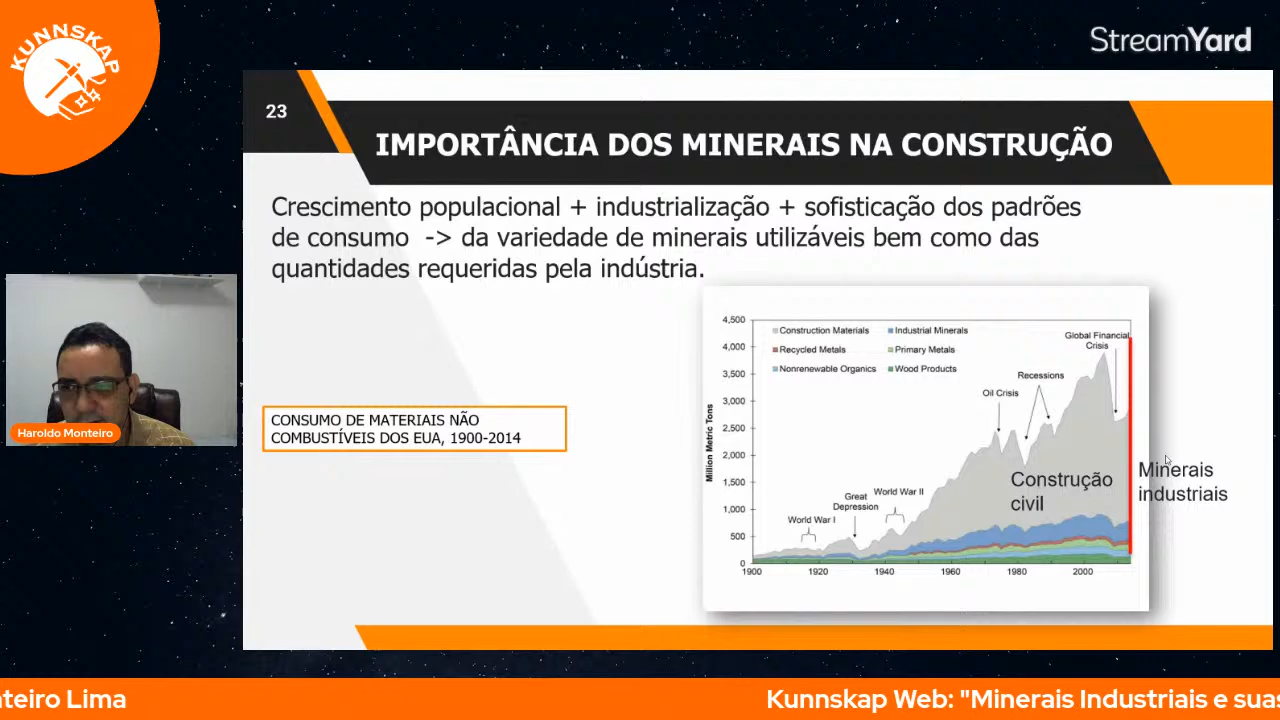 KUNNSKAP
StreamYard
23
IMPORTÂNCIA DOS MINERAIS NA CONSTRUÇÃO
Crescimento populacional + industrialização + sofisticação dos padrões
de consumo -> da variedade de minerais utilizáveis bem como das
quantidades requeridas pela indústria.
CONSUMO DE MATERIAIS NÃO
COMBUSTÍVEIS DOS EUA, 1900-2014
Million Metric Tons
4,500
4,000
3,500
3,000
2,500
2,000
1,500
1,000
500
0
1900
1920
1940
1960
1980
2000
Construction Materials
Industrial Minerals
Recycled Metals
Primary Metals
Nonrenewable Organics
Wood Products
World War I
Great
Depression
World War II
Oil Crisis
Recessions
Global Financial
Crisis
Construção
civil
Minerais
industriais
Haroldo Monteiro
nteiro Lima
Kunnskap Web: "Minerais Industriais e suas